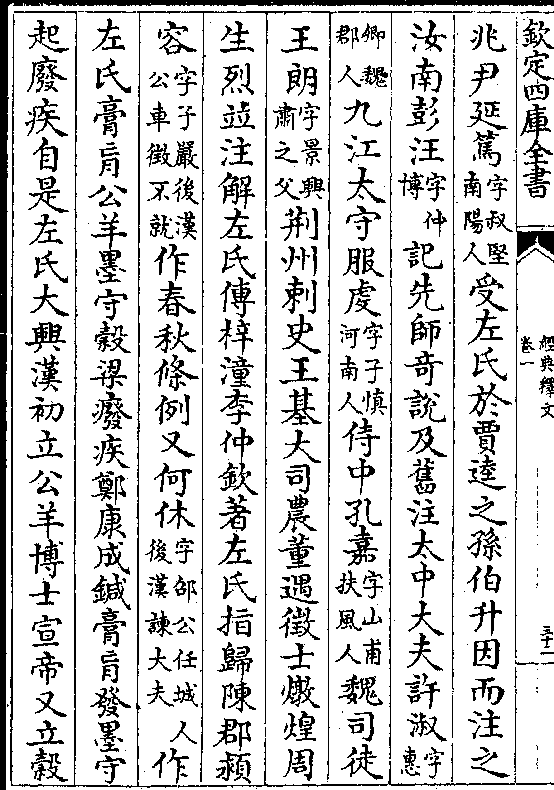 欽定四庫全書
經典釋文
卷一
三十二
兆尹延篤字叔堅南陽人受左氏於賈逵之孫伯升因而注之
汝南彭汪字仲博記先師奇說及舊注太中大夫許淑字惠
卿魏郡人九江太守服虔字子慎河南人侍中孔嘉字山甫扶風人魏司徒
王朗字景興肅之父荆州刺史王基大司農董遇徵士燉煌周
生烈並注解左氏傳梓潼李仲欽著左氏指歸陳郡潁
容字子嚴後漢公車徵不就作春秋條例又何休字邵公任城人後漢諫大夫作
左氏膏肓公羊墨守穀梁癈疾鄭康成鍼膏肓發墨守
起廢疾自是左氏大興漢初立公羊博士宣帝又立穀